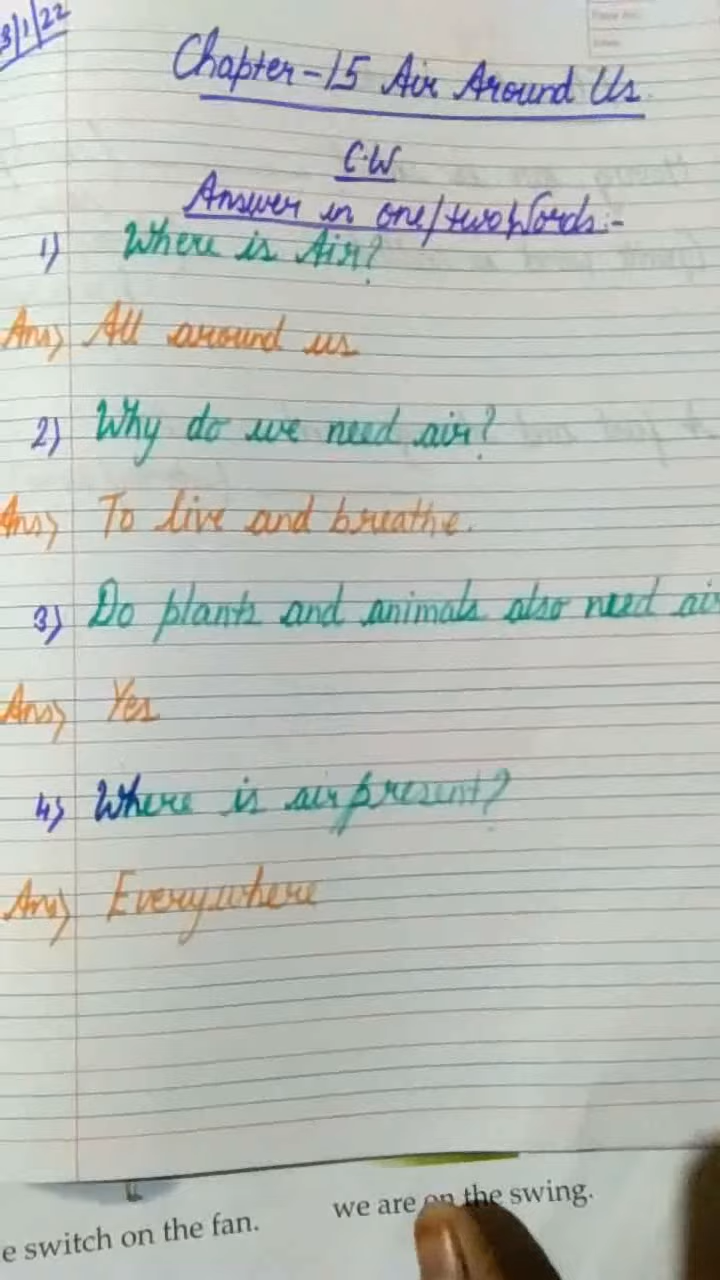 3/1/22
Chapter-15 Air Around Us
C.W
Answer in one/two Words:-
1) Where is Air?
Ans) All around us
2) Why do we need air?
Ans) To live and breathe.
3) Do plants and animals also need air
Ans) Yes
4) Where is air present?
Ans) Everywhere
e switch on the fan.
we are on the swing.